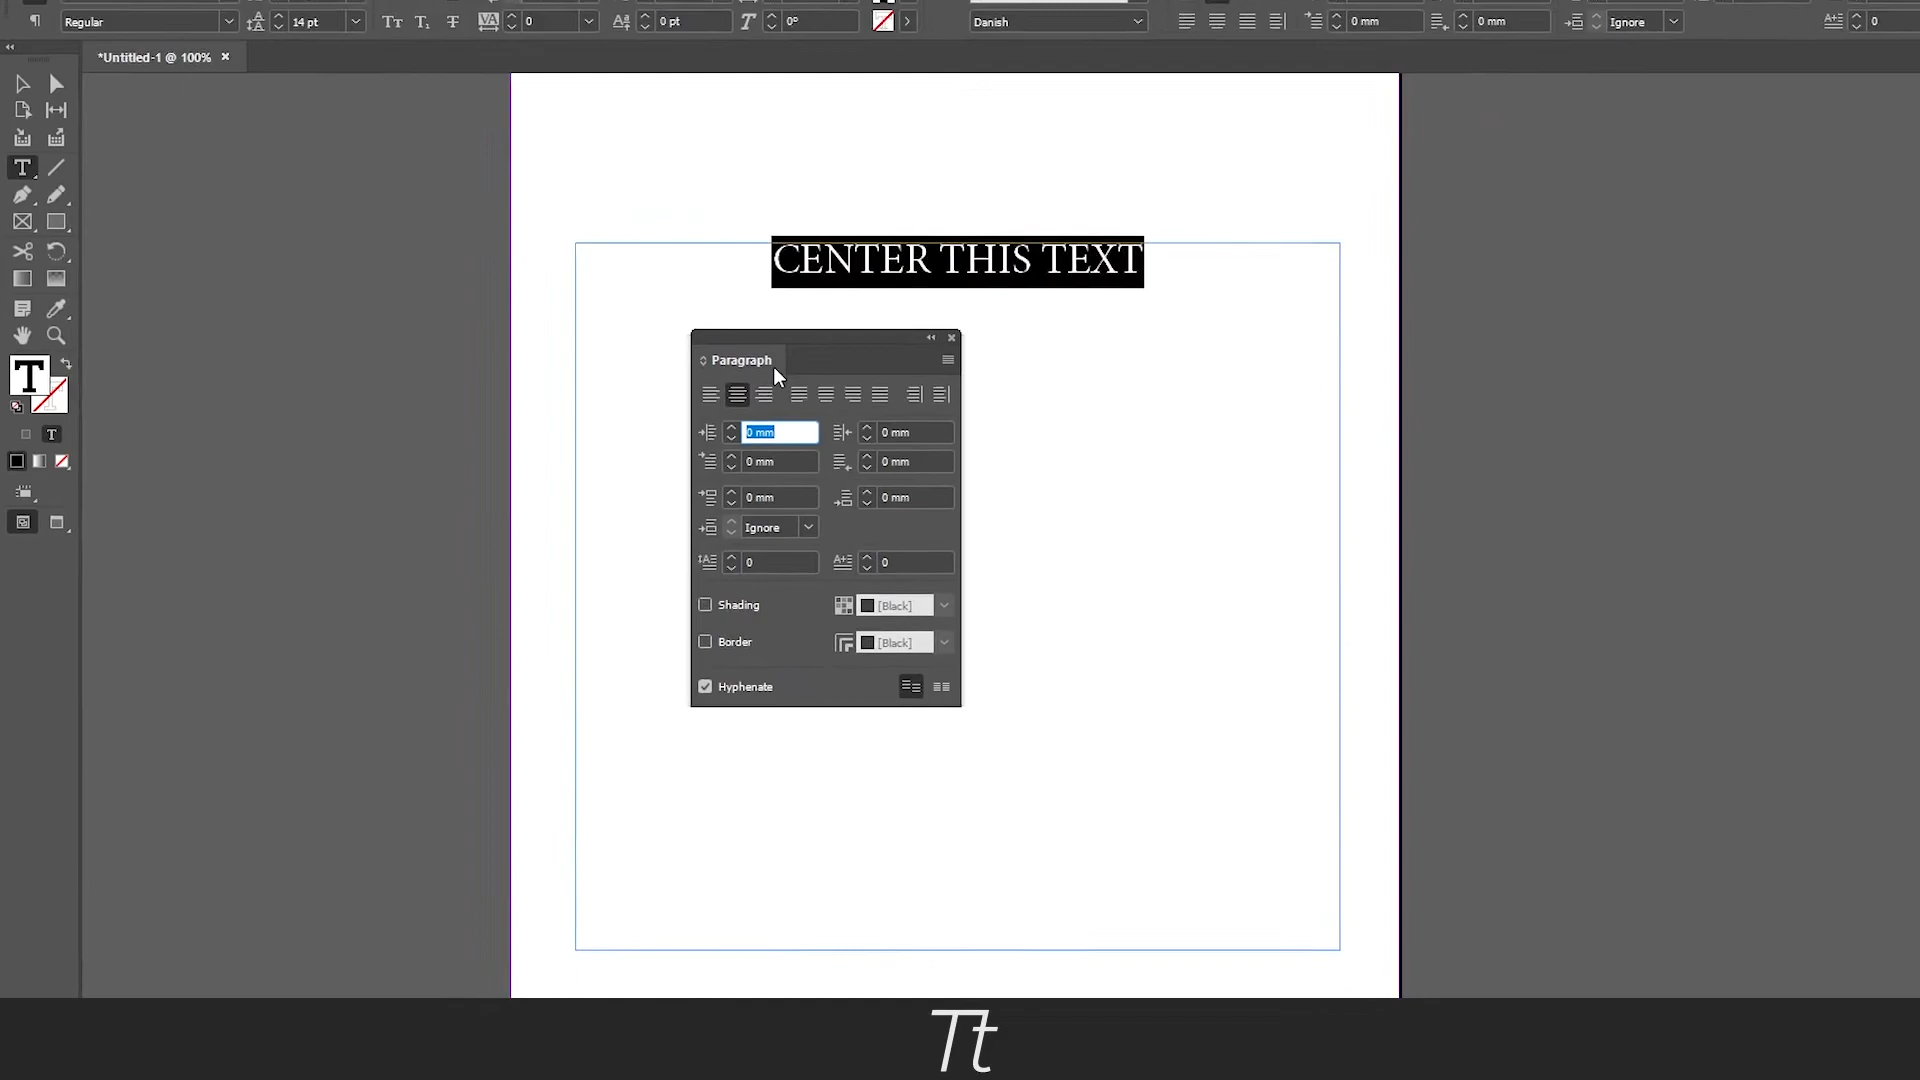 Regular 14 pt 0 0 pt 0° Danish 0 mm 0 mm Ignore 0
*Untitled-1 @ 100%
CENTER THIS TEXT
Paragraph
0 mm 0 mm
0 mm 0 mm
0 mm 0 mm
Ignore
0 0
Shading [Black]
Border [Black]
Hyphenate
Tt